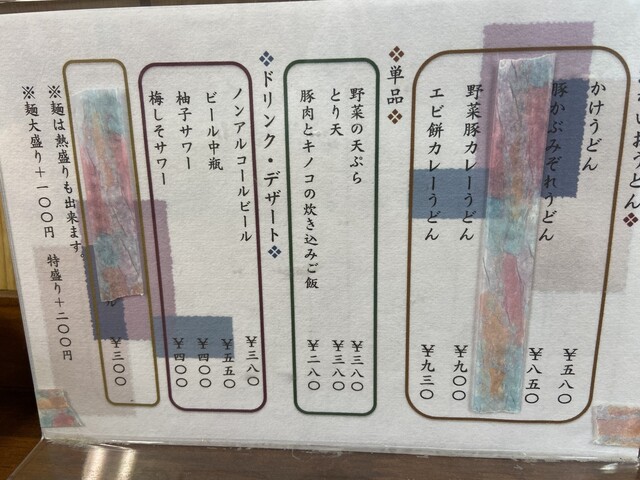 いおうどん❖
かけうどん ￥五八〇
豚かぶみぞれうどん ￥八五〇
野菜豚カレーうどん ￥九〇〇
エビ餅カレーうどん ￥九三〇
❖単品❖
野菜の天ぷら ￥三八〇
とり天 ￥三八〇
豚肉とキノコの炊き込みご飯 ￥二八〇
❖ドリンク・デザート❖
ノンアルコールビール ￥三八〇
ビール中瓶 ￥五五〇
柚子サワー ￥四〇〇
梅しそサワー ￥四〇〇
￥三〇〇
※麺は熱盛りも出来ます
※麺大盛り＋一〇〇円 特盛り＋二〇〇円